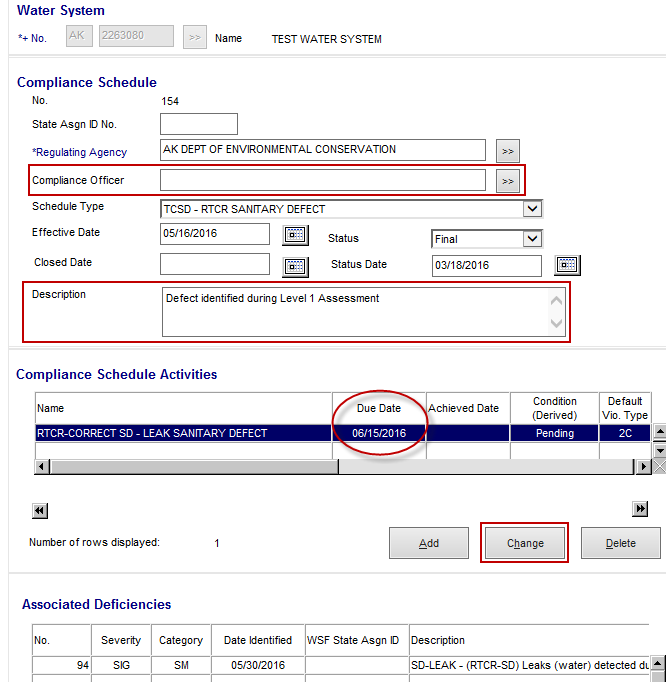 Water System
*+ No. AK 2263080 >> Name TEST WATER SYSTEM
Compliance Schedule
No. 154
State Asgn ID No.
*Regulating Agency AK DEPT OF ENVIRONMENTAL CONSERVATION >>
Compliance Officer >>
Schedule Type TCSD - RTCR SANITARY DEFECT
Effective Date 05/16/2016 Status Final
Closed Date Status Date 03/18/2016
Description Defect identified during Level 1 Assessment
Compliance Schedule Activities
Name Due Date Achieved Date Condition (Derived) Default Vio. Type
RTCR-CORRECT SD - LEAK SANITARY DEFECT 06/15/2016 Pending 2C
Number of rows displayed: 1 Add Change Delete
Associated Deficiencies
No. Severity Category Date Identified WSF State Asgn ID Description
94 SIG SM 05/30/2016 SD-LEAK - (RTCR-SD) Leaks (water) detected du